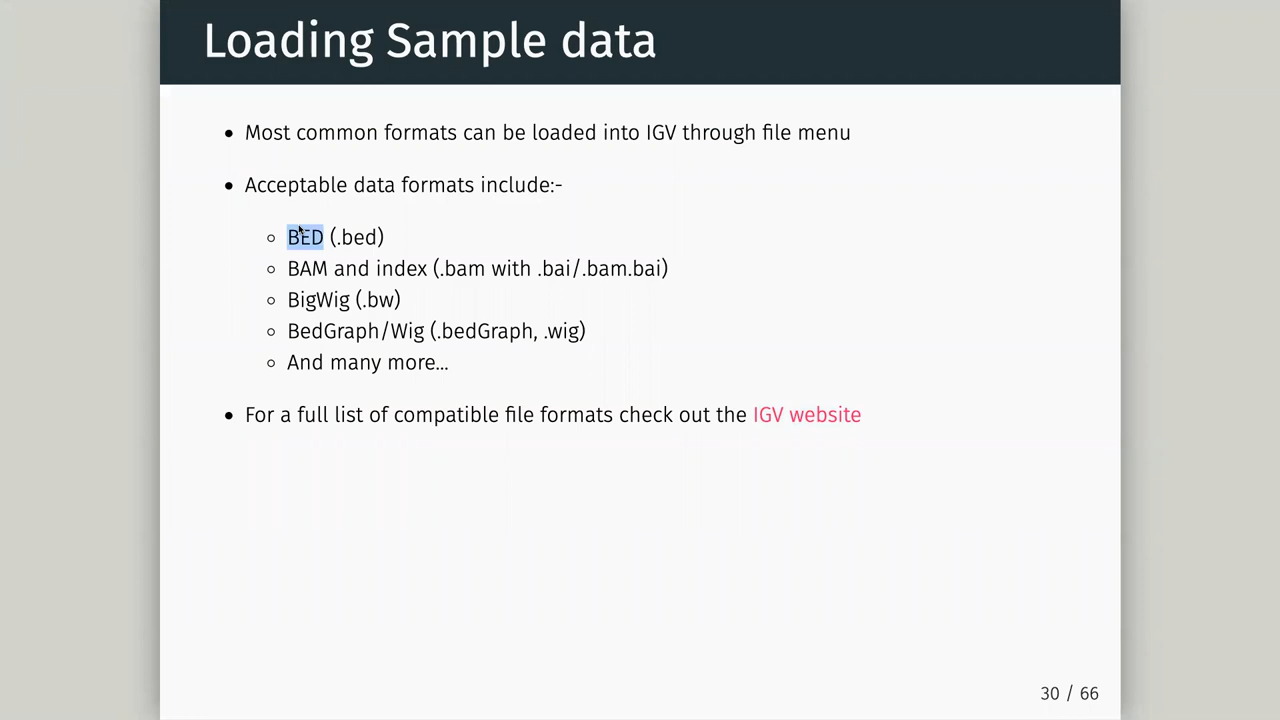 Loading Sample data
Most common formats can be loaded into IGV through file menu
Acceptable data formats include:-
BED (.bed)
BAM and index (.bam with .bai/.bam.bai)
BigWig (.bw)
BedGraph/Wig (.bedGraph, .wig)
And many more...
For a full list of compatible file formats check out the IGV website
30 / 66